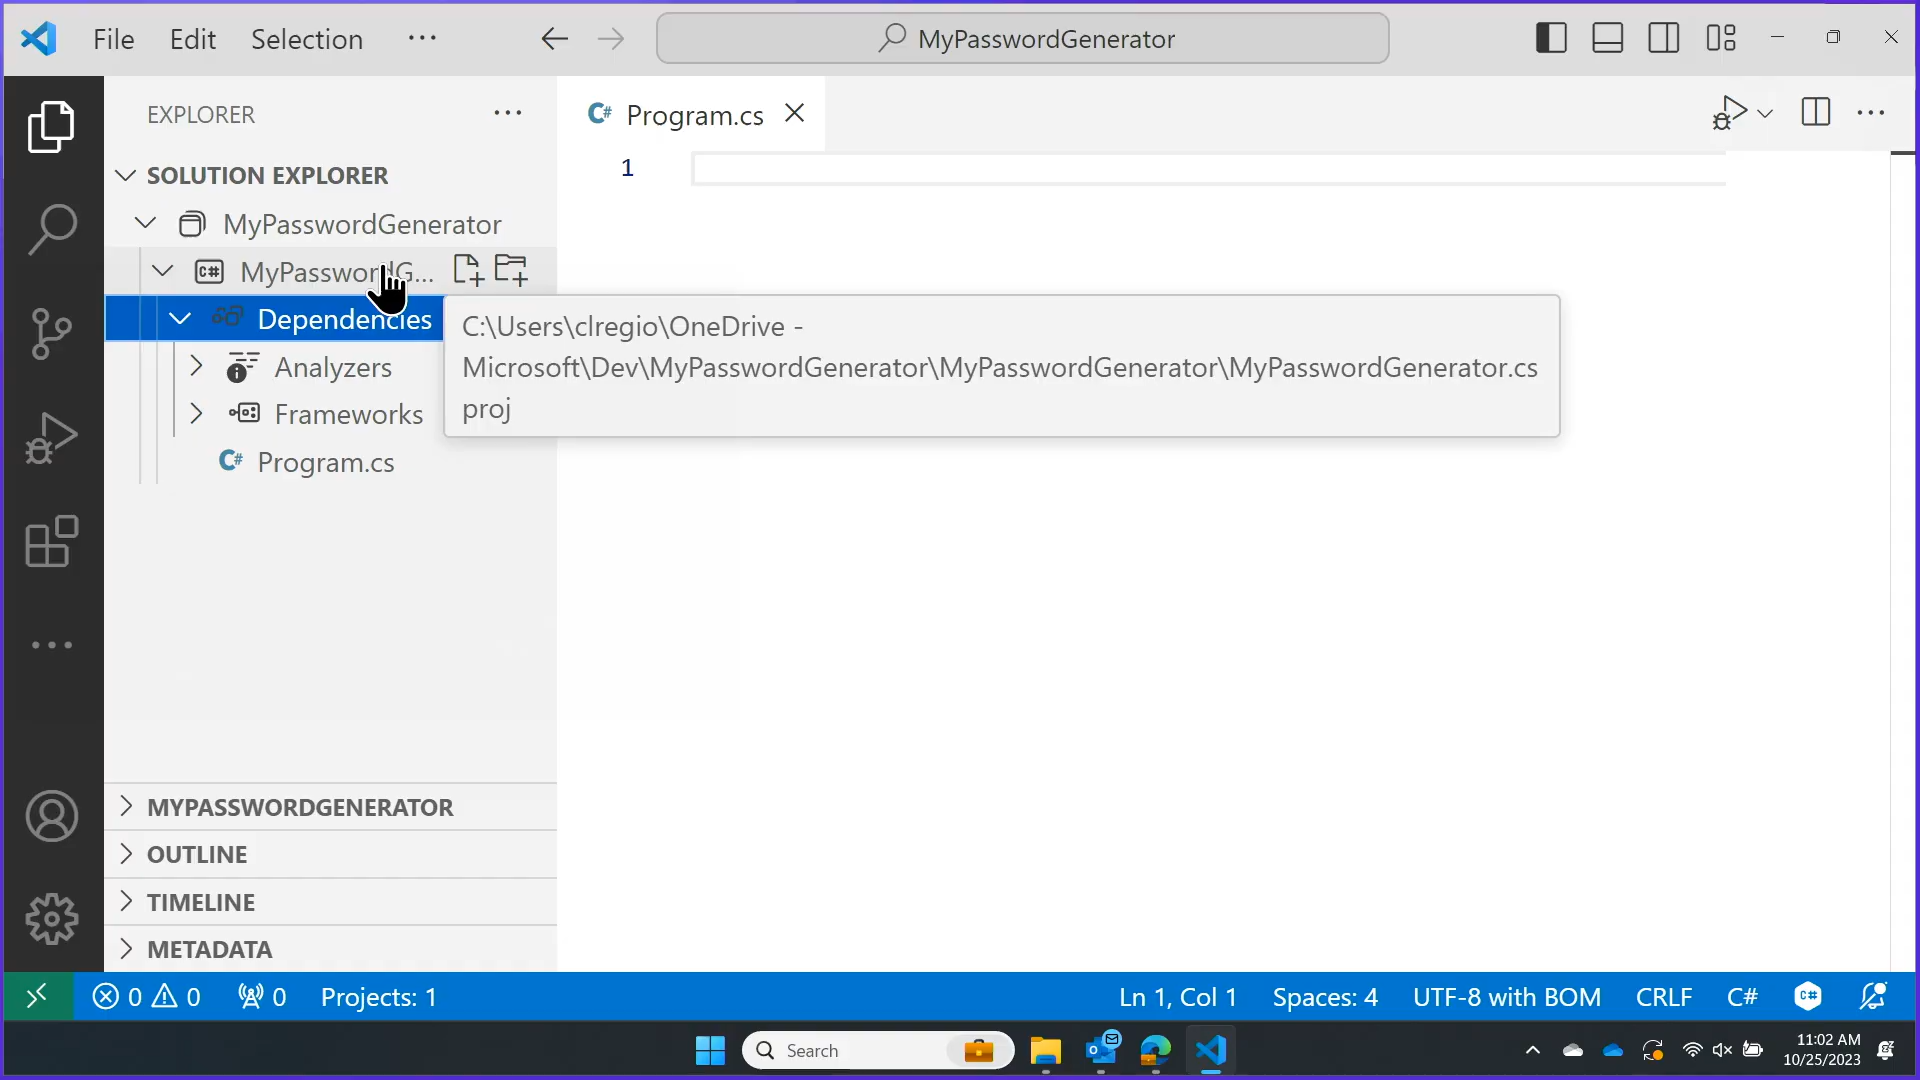 File Edit Selection ...
MyPasswordGenerator
EXPLORER ...
Program.cs
SOLUTION EXPLORER
1
MyPasswordGenerator
MyPasswordG...
Dependencies
C:\Users\clregio\OneDrive -
Microsoft\Dev\MyPasswordGenerator\MyPasswordGenerator\MyPasswordGenerator.cs
proj
Analyzers
Frameworks
Program.cs
MYPASSWORDGENERATOR
OUTLINE
TIMELINE
METADATA
0 0 0 Projects: 1 Ln 1, Col 1 Spaces: 4 UTF-8 with BOM CRLF C#
Search
11:02 AM
10/25/2023